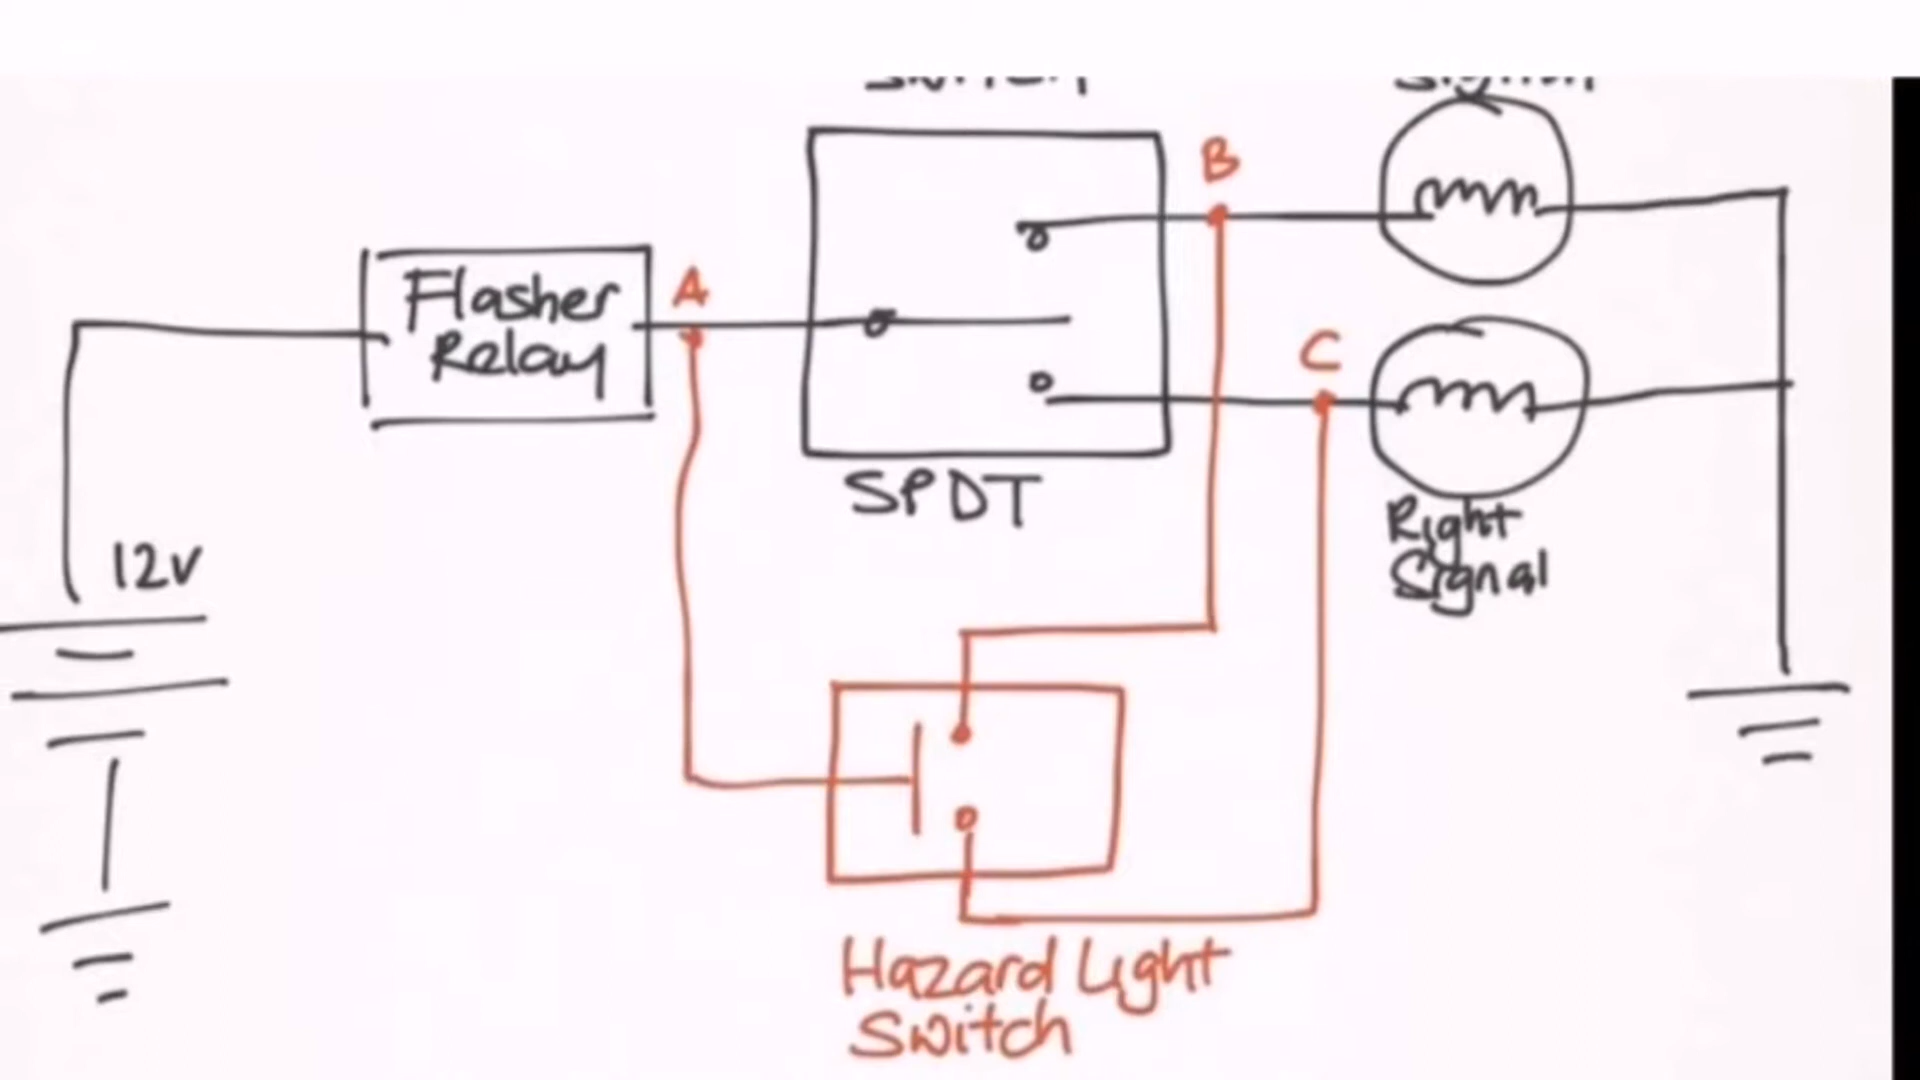 B
A
Flasher
Relay
C
SPDT
12v
Right
Signal
Hazard Light
Switch